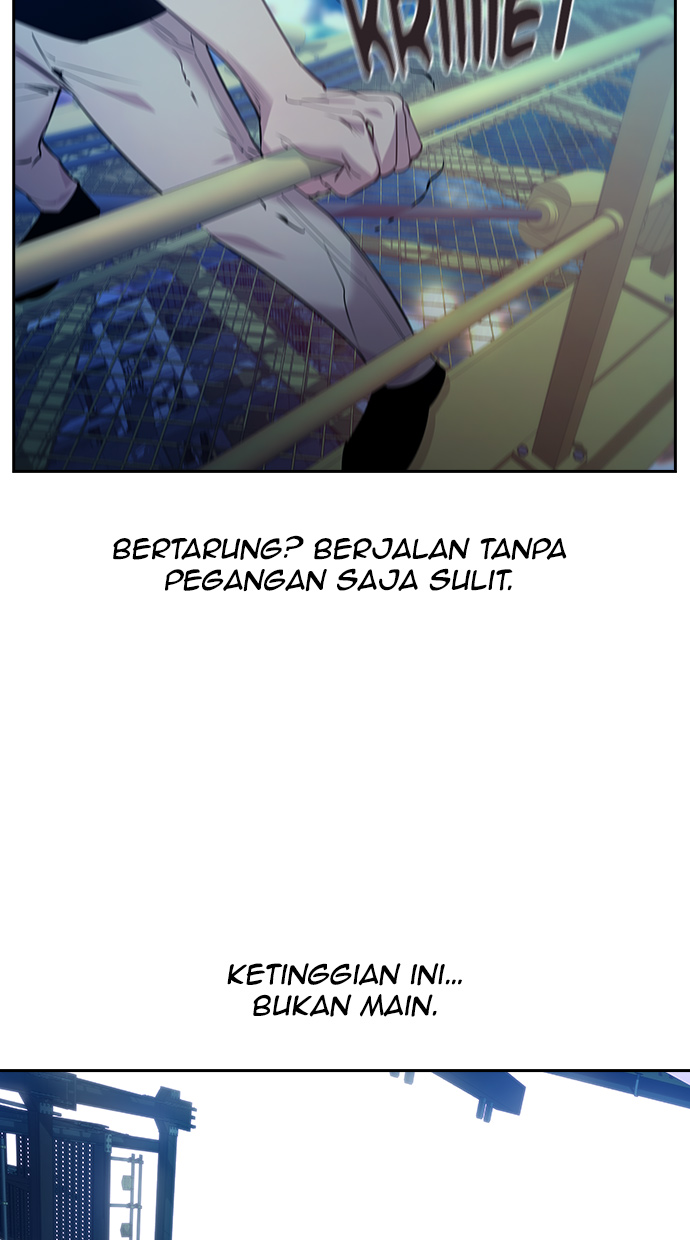 BERTARUNG? BERJALAN TANPA
PEGANGAN SAJA SULIT.
KETINGGIAN INI...
BUKAN MAIN.